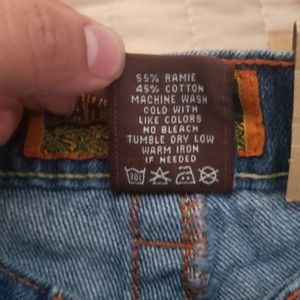 55% RAMIE
45% COTTON
MACHINE WASH
COLD WITH
LIKE COLORS
NO BLEACH
TUMBLE DRY LOW
WARM IRON
IF NEEDED